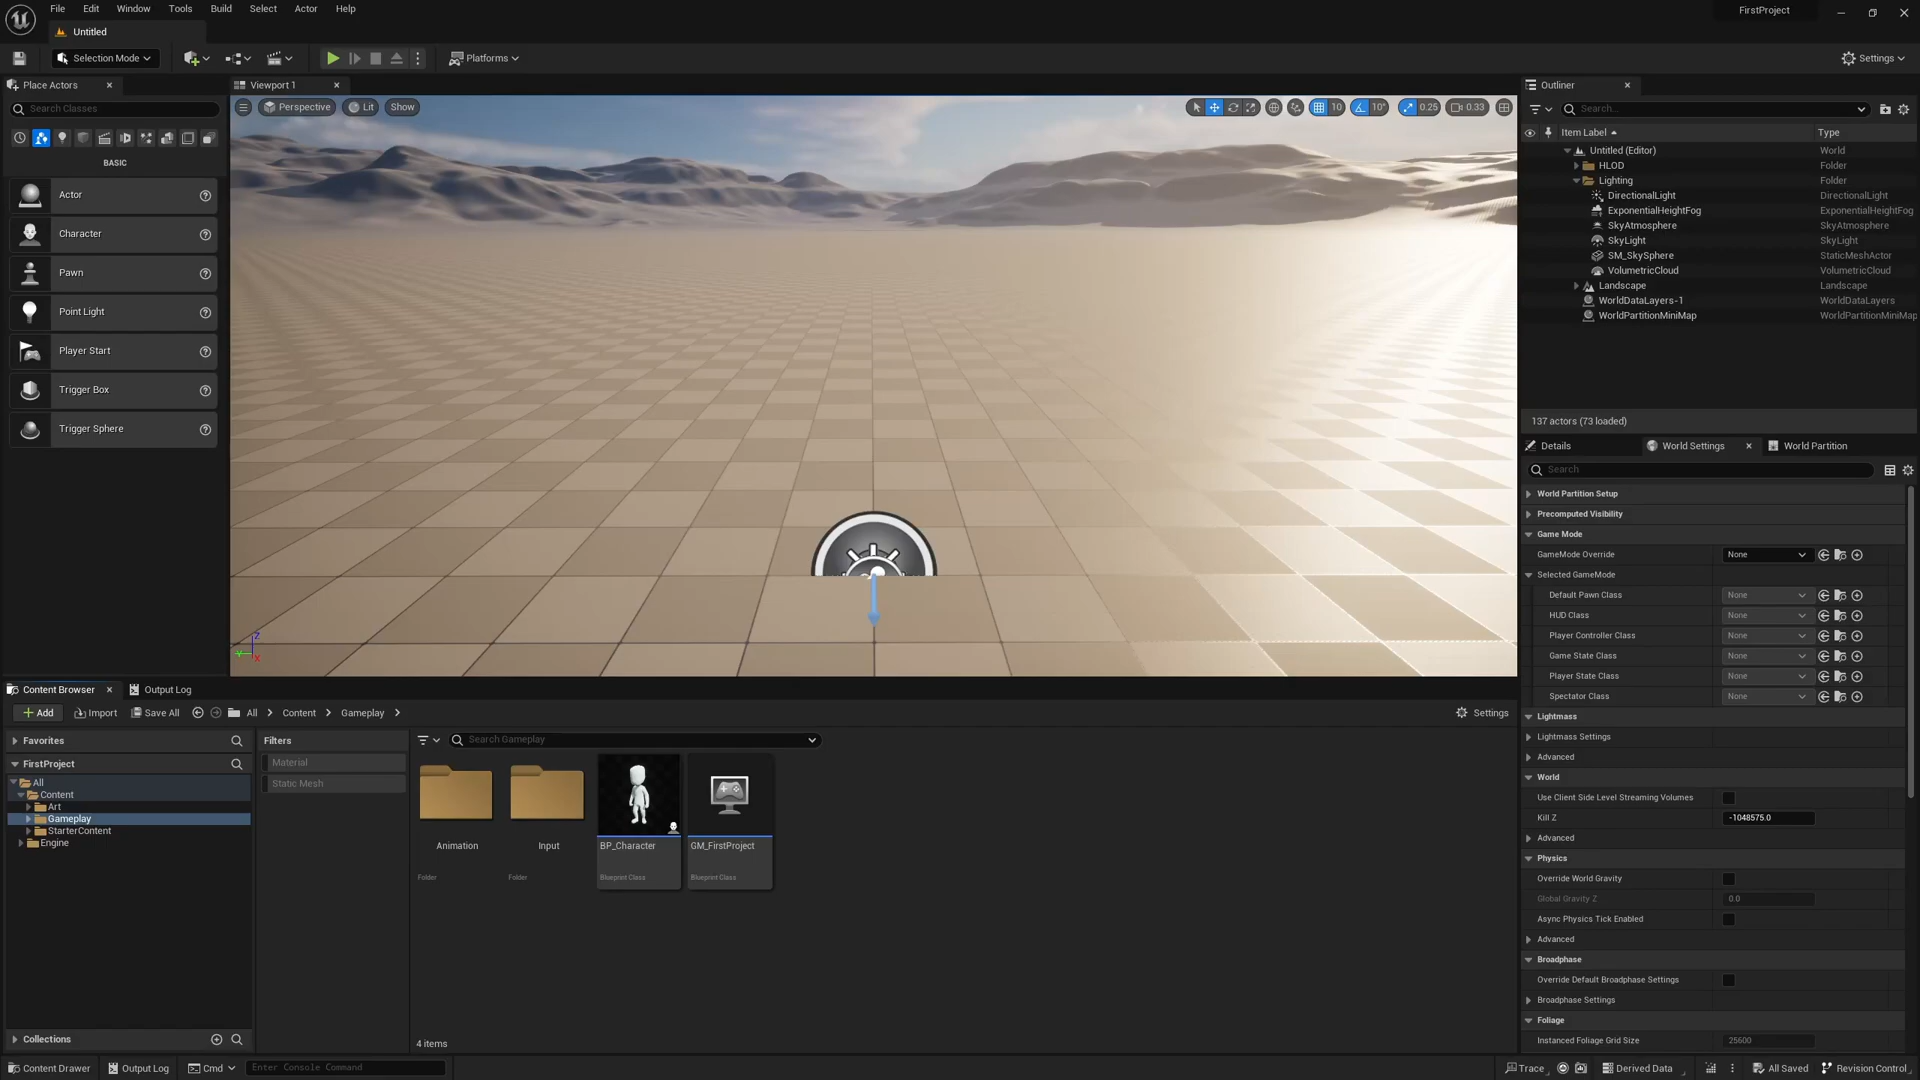 File Edit Window Tools Build Select Actor Help
FirstProject
Untitled
Selection Mode
Platforms
Settings
Place Actors
Search Classes
BASIC
Actor
Character
Pawn
Point Light
Player Start
Trigger Box
Trigger Sphere
Viewport 1
Perspective Lit Show
10 10° 0.25 0.33
Z
Y
X
Outliner
Search...
Item Label Type
Untitled (Editor) World
HLOD Folder
Lighting Folder
DirectionalLight DirectionalLight
ExponentialHeightFog ExponentialHeightFog
SkyAtmosphere SkyAtmosphere
SkyLight SkyLight
SM_SkySphere StaticMeshActor
VolumetricCloud VolumetricCloud
Landscape Landscape
WorldDataLayers-1 WorldDataLayers
WorldPartitionMiniMap WorldPartitionMiniMap
137 actors (73 loaded)
Details World Settings World Partition
Search
World Partition Setup
Precomputed Visibility
Game Mode
GameMode Override None
Selected GameMode
Default Pawn Class None
HUD Class None
Player Controller Class None
Game State Class None
Player State Class None
Spectator Class None
Lightmass
Lightmass Settings
Advanced
World
Use Client Side Level Streaming Volumes
Kill Z -1048575.0
Advanced
Physics
Override World Gravity
Global Gravity Z 0.0
Async Physics Tick Enabled
Advanced
Broadphase
Override Default Broadphase Settings
Broadphase Settings
Foliage
Instanced Foliage Grid Size 25600
Content Browser Output Log
Add Import Save All All Content Gameplay Settings
Favorites
FirstProject
All
Content
Art
Gameplay
StarterContent
Engine
Collections
Filters
Material
Static Mesh
Search Gameplay
Animation
Folder
Input
Folder
BP_Character
Blueprint Class
GM_FirstProject
Blueprint Class
4 items
Content Drawer Output Log Cmd Enter Console Command
Trace Derived Data All Saved Revision Control